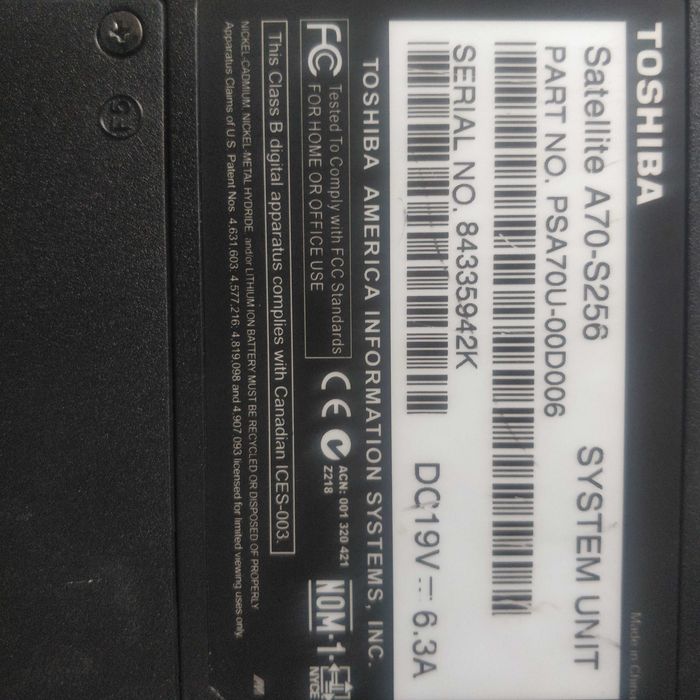 TOSHIBA
Made in China
Satellite A70-S256 SYSTEM UNIT
PART NO. PSA70U-00D006
SERIAL NO. 84335942K DC19V 6.3A
TOSHIBA AMERICA INFORMATION SYSTEMS, INC.
FC Tested To Comply with FCC Standards
FOR HOME OR OFFICE USE
CE
ACN: 001 320 421
Z218
NOM-1
NYCE
This Class B digital apparatus complies with Canadian ICES-003.
NICKEL-CADMIUM, NICKEL-METAL HYDRIDE, and/or LITHIUM ION BATTERY MUST BE RECYCLED OR DISPOSED OF PROPERLY
Apparatus Claims of U.S. Patent Nos. 4,631,603; 4,577,216; 4,819,098 and 4,907,093 licensed for limited viewing uses only.
F6